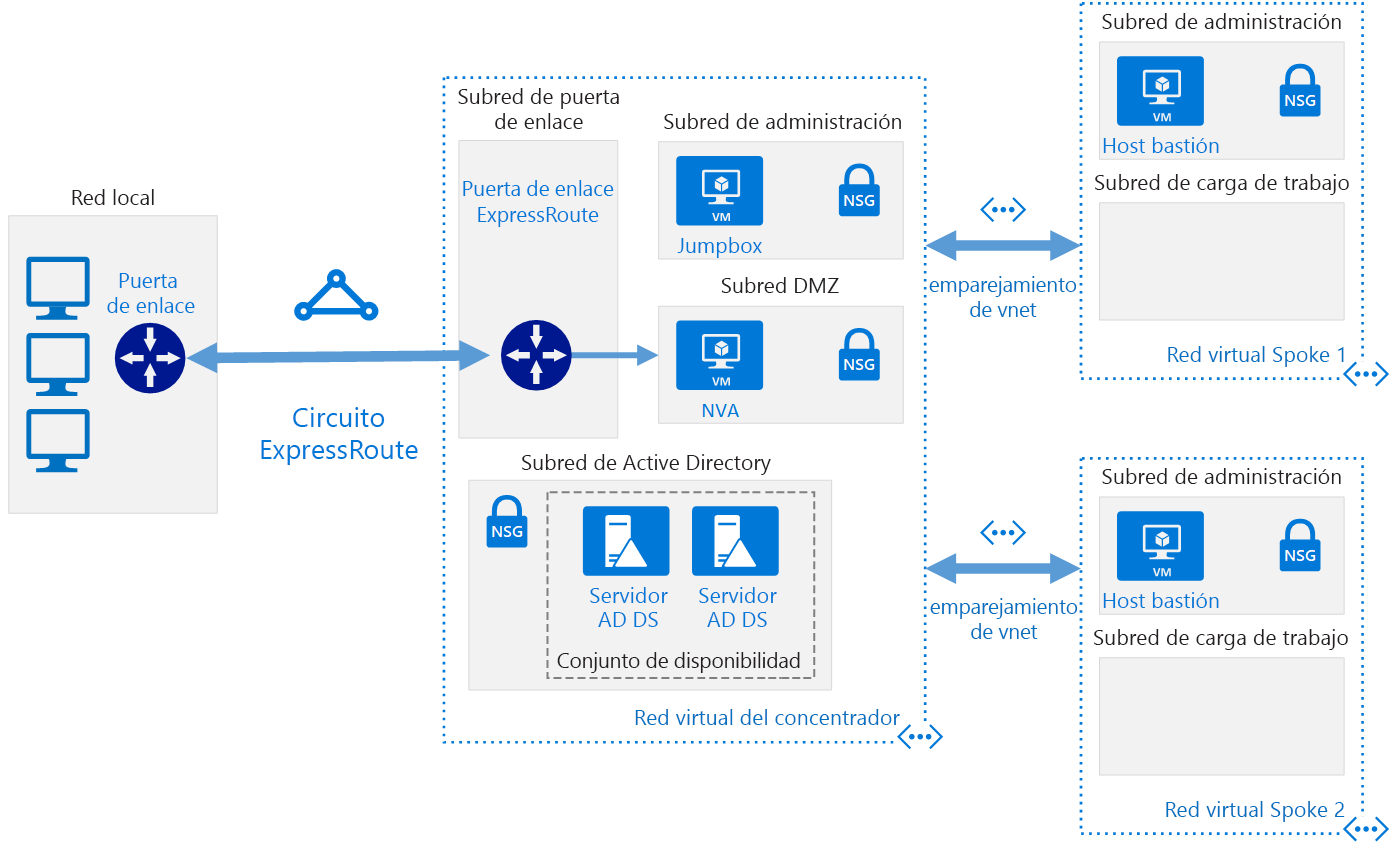 Red local
Puerta
de enlace
Circuito
ExpressRoute
Subred de puerta
de enlace
Puerta de enlace
ExpressRoute
Subred de administración
VM
Jumpbox
NSG
Subred DMZ
VM
NVA
NSG
Subred de Active Directory
NSG
Servidor
AD DS
Servidor
AD DS
Conjunto de disponibilidad
Red virtual del concentrador
emparejamiento
de vnet
emparejamiento
de vnet
Subred de administración
VM
Host bastión
NSG
Subred de carga de trabajo
Red virtual Spoke 1
Subred de administración
VM
Host bastión
NSG
Subred de carga de trabajo
Red virtual Spoke 2